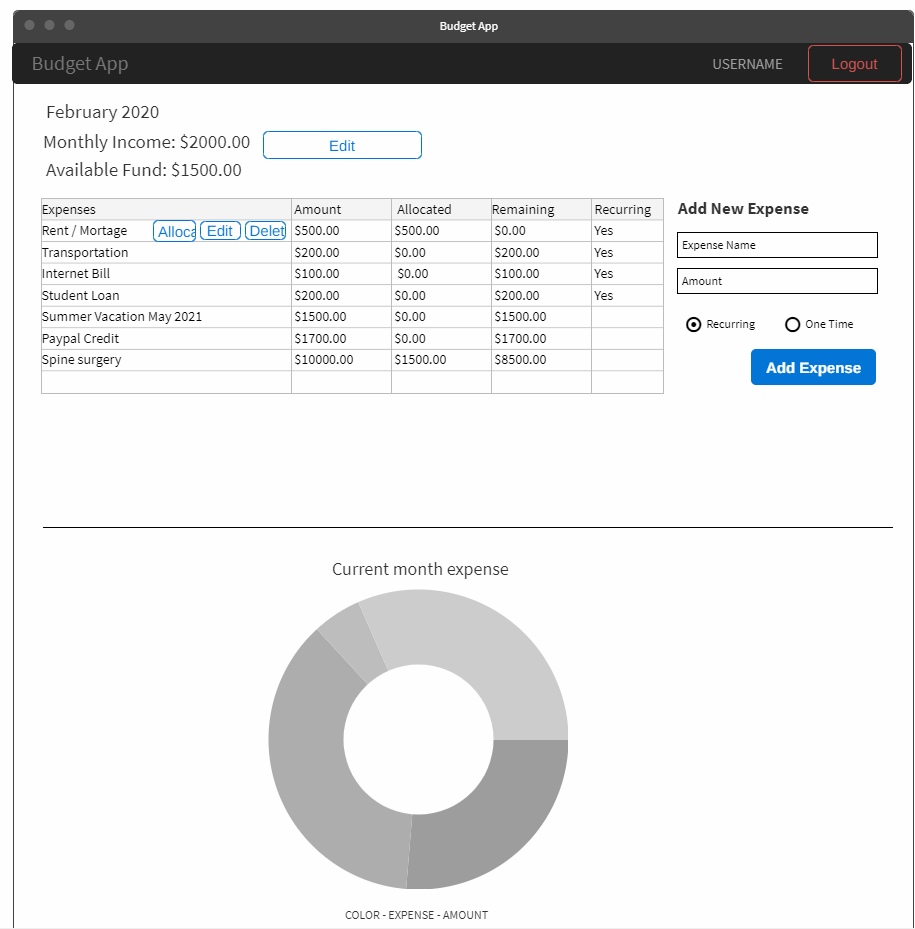 Budget App
Budget App USERNAME Logout
February 2020
Monthly Income: $2000.00 Edit
Available Fund: $1500.00
Expenses Amount Allocated Remaining Recurring
Rent / Mortage Alloca Edit Delet $500.00 $500.00 $0.00 Yes
Transportation $200.00 $0.00 $200.00 Yes
Internet Bill $100.00 $0.00 $100.00 Yes
Student Loan $200.00 $0.00 $200.00 Yes
Summer Vacation May 2021 $1500.00 $0.00 $1500.00
Paypal Credit $1700.00 $0.00 $1700.00
Spine surgery $10000.00 $1500.00 $8500.00
Add New Expense
Expense Name
Amount
Recurring One Time
Add Expense
Current month expense
COLOR - EXPENSE - AMOUNT